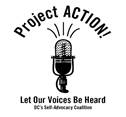 Project ACTION!
Let Our Voices Be Heard
DC's Self-Advocacy Coalition